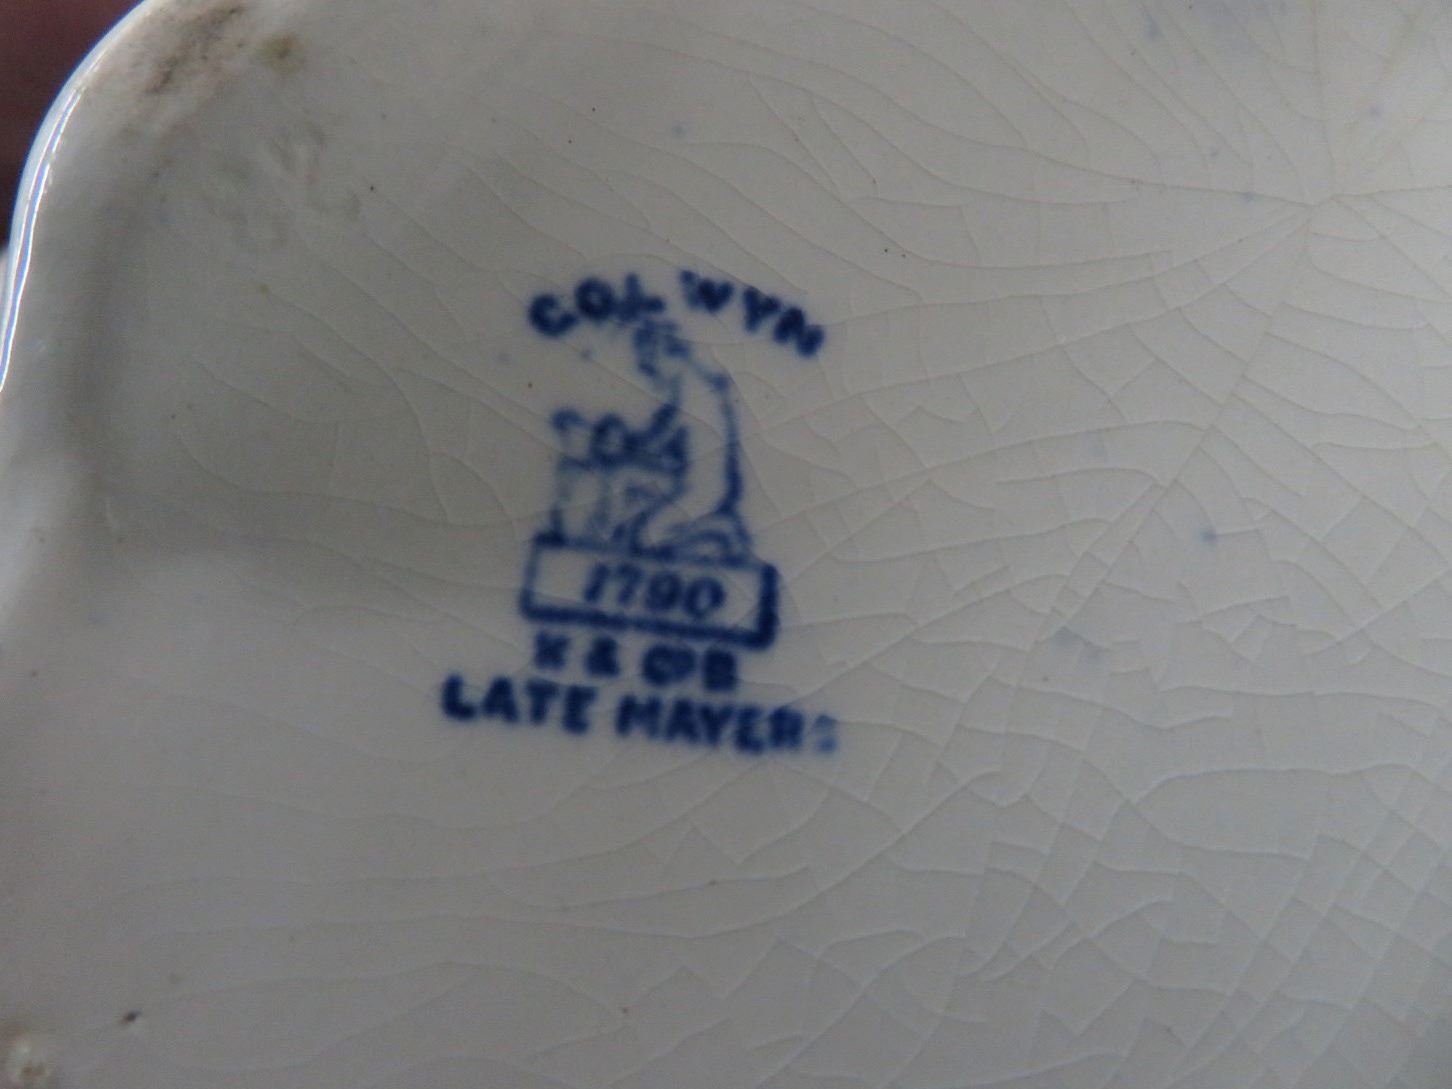 COLWYN
1790
K & Co B
LATE MAYERS